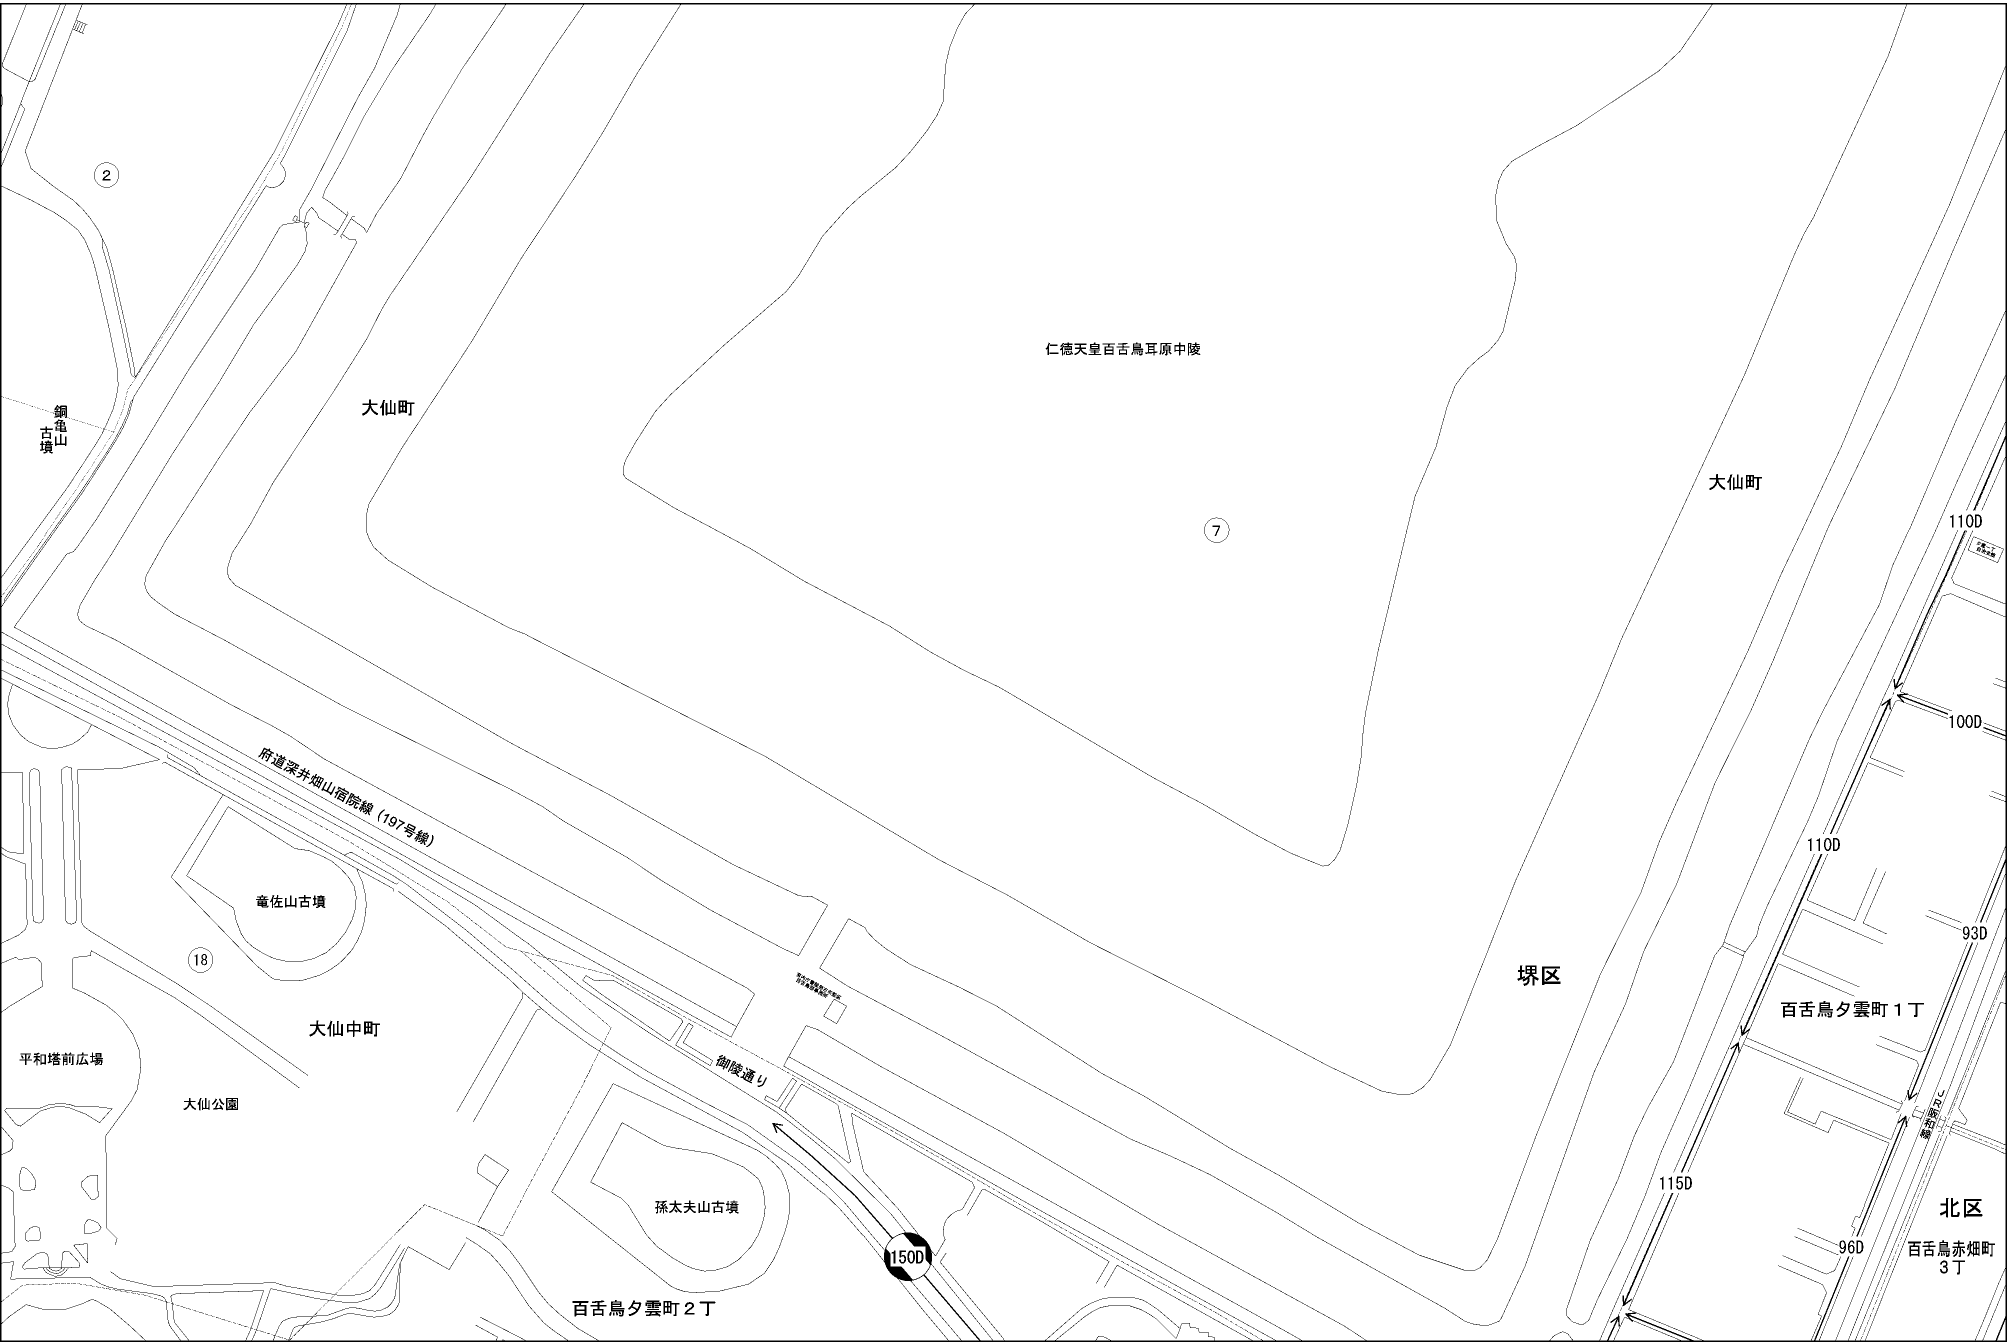 2
仁徳天皇百舌鳥耳原中陵
大仙町
銅亀山
古墳
大仙町
7
110D
100D
府道深井畑山宿院線（197号線）
110D
竜佐山古墳
93D
18
堺区
百舌鳥夕雲町１丁
大仙中町
平和塔前広場
御陵通り
大仙公園
ＪＲ阪和線
115D
孫太夫山古墳
北区
96D
150D
百舌鳥赤畑町
３丁
百舌鳥夕雲町２丁